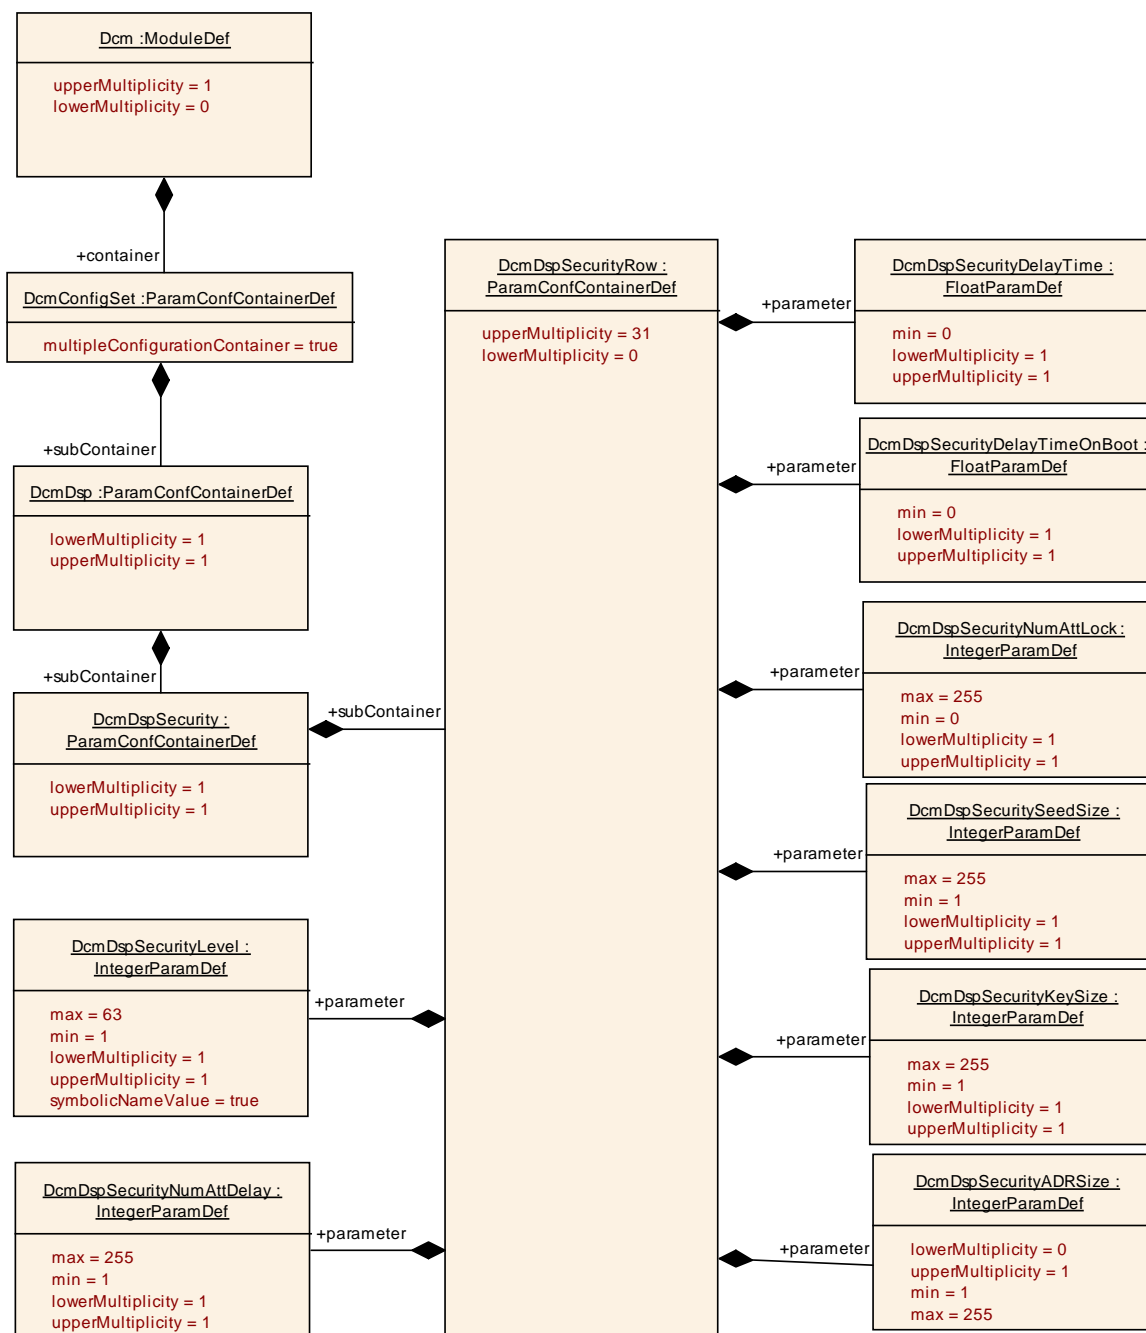 Dcm :ModuleDef
upperMultiplicity = 1
lowerMultiplicity = 0
+container
DcmConfigSet :ParamConfContainerDef
multipleConfigurationContainer = true
+subContainer
DcmDsp :ParamConfContainerDef
lowerMultiplicity = 1
upperMultiplicity = 1
+subContainer
DcmDspSecurity :
ParamConfContainerDef
lowerMultiplicity = 1
upperMultiplicity = 1
+subContainer
DcmDspSecurityLevel :
IntegerParamDef
max = 63
min = 1
lowerMultiplicity = 1
upperMultiplicity = 1
symbolicNameValue = true
+parameter
DcmDspSecurityNumAttDelay :
IntegerParamDef
max = 255
min = 1
lowerMultiplicity = 1
upperMultiplicity = 1
+parameter
DcmDspSecurityRow :
ParamConfContainerDef
upperMultiplicity = 31
lowerMultiplicity = 0
+parameter
DcmDspSecurityDelayTime :
FloatParamDef
min = 0
lowerMultiplicity = 1
upperMultiplicity = 1
+parameter
DcmDspSecurityDelayTimeOnBoot :
FloatParamDef
min = 0
lowerMultiplicity = 1
upperMultiplicity = 1
+parameter
DcmDspSecurityNumAttLock :
IntegerParamDef
max = 255
min = 0
lowerMultiplicity = 1
upperMultiplicity = 1
+parameter
DcmDspSecuritySeedSize :
IntegerParamDef
max = 255
min = 1
lowerMultiplicity = 1
upperMultiplicity = 1
+parameter
DcmDspSecurityKeySize :
IntegerParamDef
max = 255
min = 1
lowerMultiplicity = 1
upperMultiplicity = 1
+parameter
DcmDspSecurityADRSize :
IntegerParamDef
lowerMultiplicity = 0
upperMultiplicity = 1
min = 1
max = 255